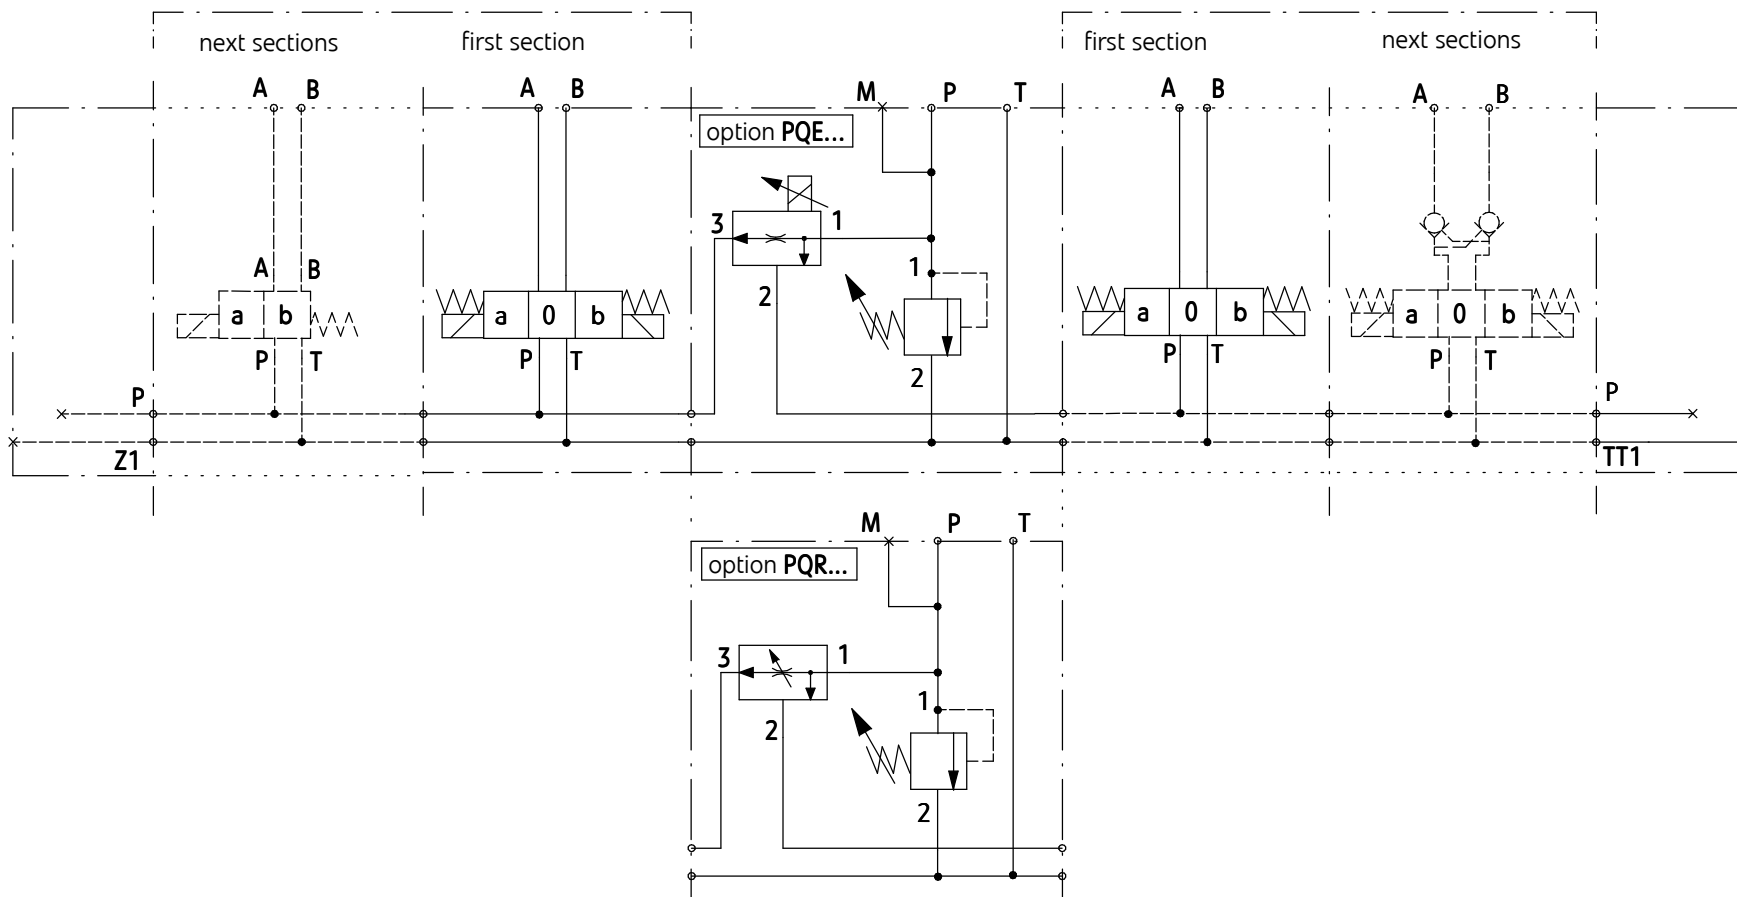 next sections
first section
first section
next sections
A B
A B
M P T
A B
A B
option PQE...
3 1
A B
1
2
a b
a 0 b
a 0 b
a 0 b
P T
P T
2
P T
P T
P
P
Z1
TT1
M P T
option PQR...
3 1
1
2
2